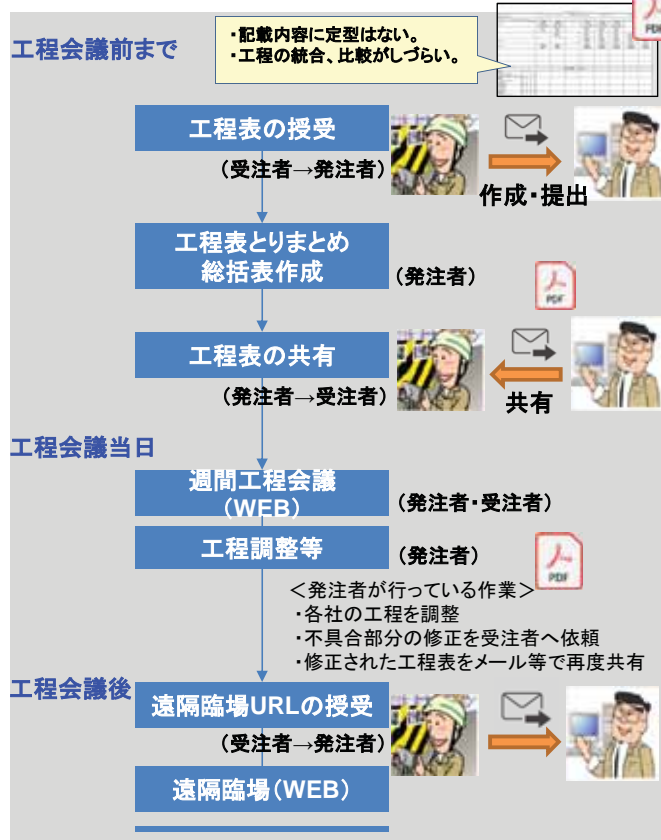 ・記載内容に定型はない。
・工程の統合、比較がしづらい。
PDF
工程会議前まで
工程表の授受
(受注者→発注者)
作成・提出
工程表とりまとめ
総括表作成
(発注者)
PDF
工程表の共有
(発注者→受注者)
共有
工程会議当日
週間工程会議
(WEB)
(発注者・受注者)
工程調整等
(発注者)
PDF
＜発注者が行っている作業＞
・各社の工程を調整
・不具合部分の修正を受注者へ依頼
・修正された工程表をメール等で再度共有
工程会議後
遠隔臨場URLの授受
(受注者→発注者)
遠隔臨場(WEB)